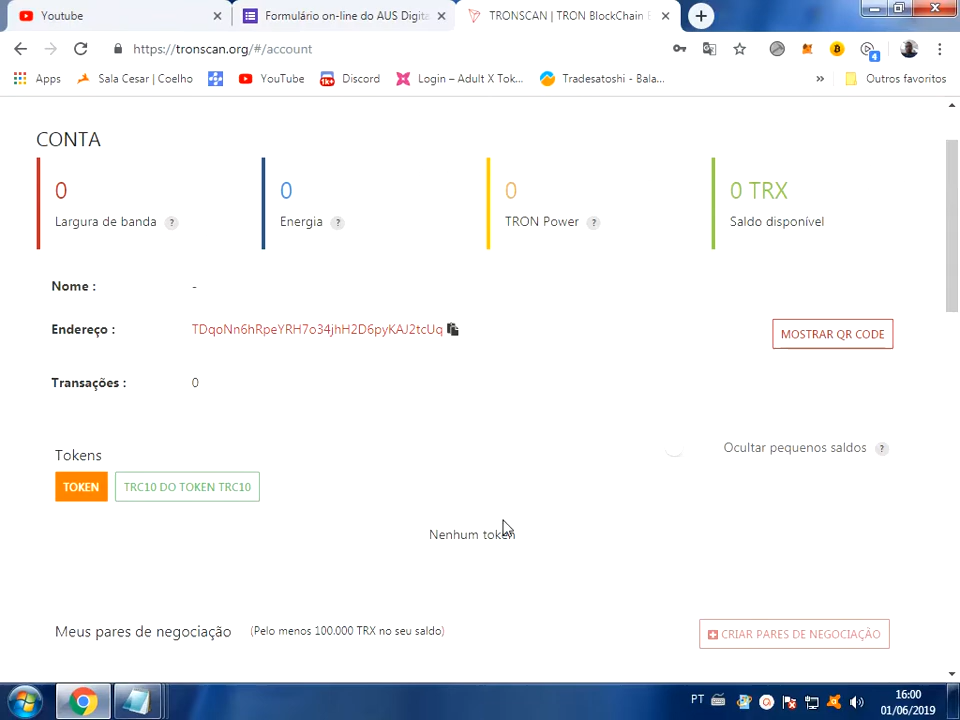 Youtube
Formulário on-line do AUS Digita
TRONSCAN | TRON BlockChain E
https://tronscan.org/#/account
4
Apps
Sala Cesar | Coelho
YouTube
1k+
Discord
Login – Adult X Tok...
Tradesatoshi - Bala...
»
Outros favoritos
CONTA
0
0
0
0 TRX
Largura de banda ?
Energia ?
TRON Power ?
Saldo disponível
Nome : -
Endereço : TDqoNn6hRpeYRH7o34jhH2D6pyKAJ2tcUq
MOSTRAR QR CODE
Transações : 0
Tokens
Ocultar pequenos saldos ?
TOKEN
TRC10 DO TOKEN TRC10
Nenhum token
Meus pares de negociação (Pelo menos 100.000 TRX no seu saldo)
CRIAR PARES DE NEGOCIAÇÃO
PT
16:00
01/06/2019